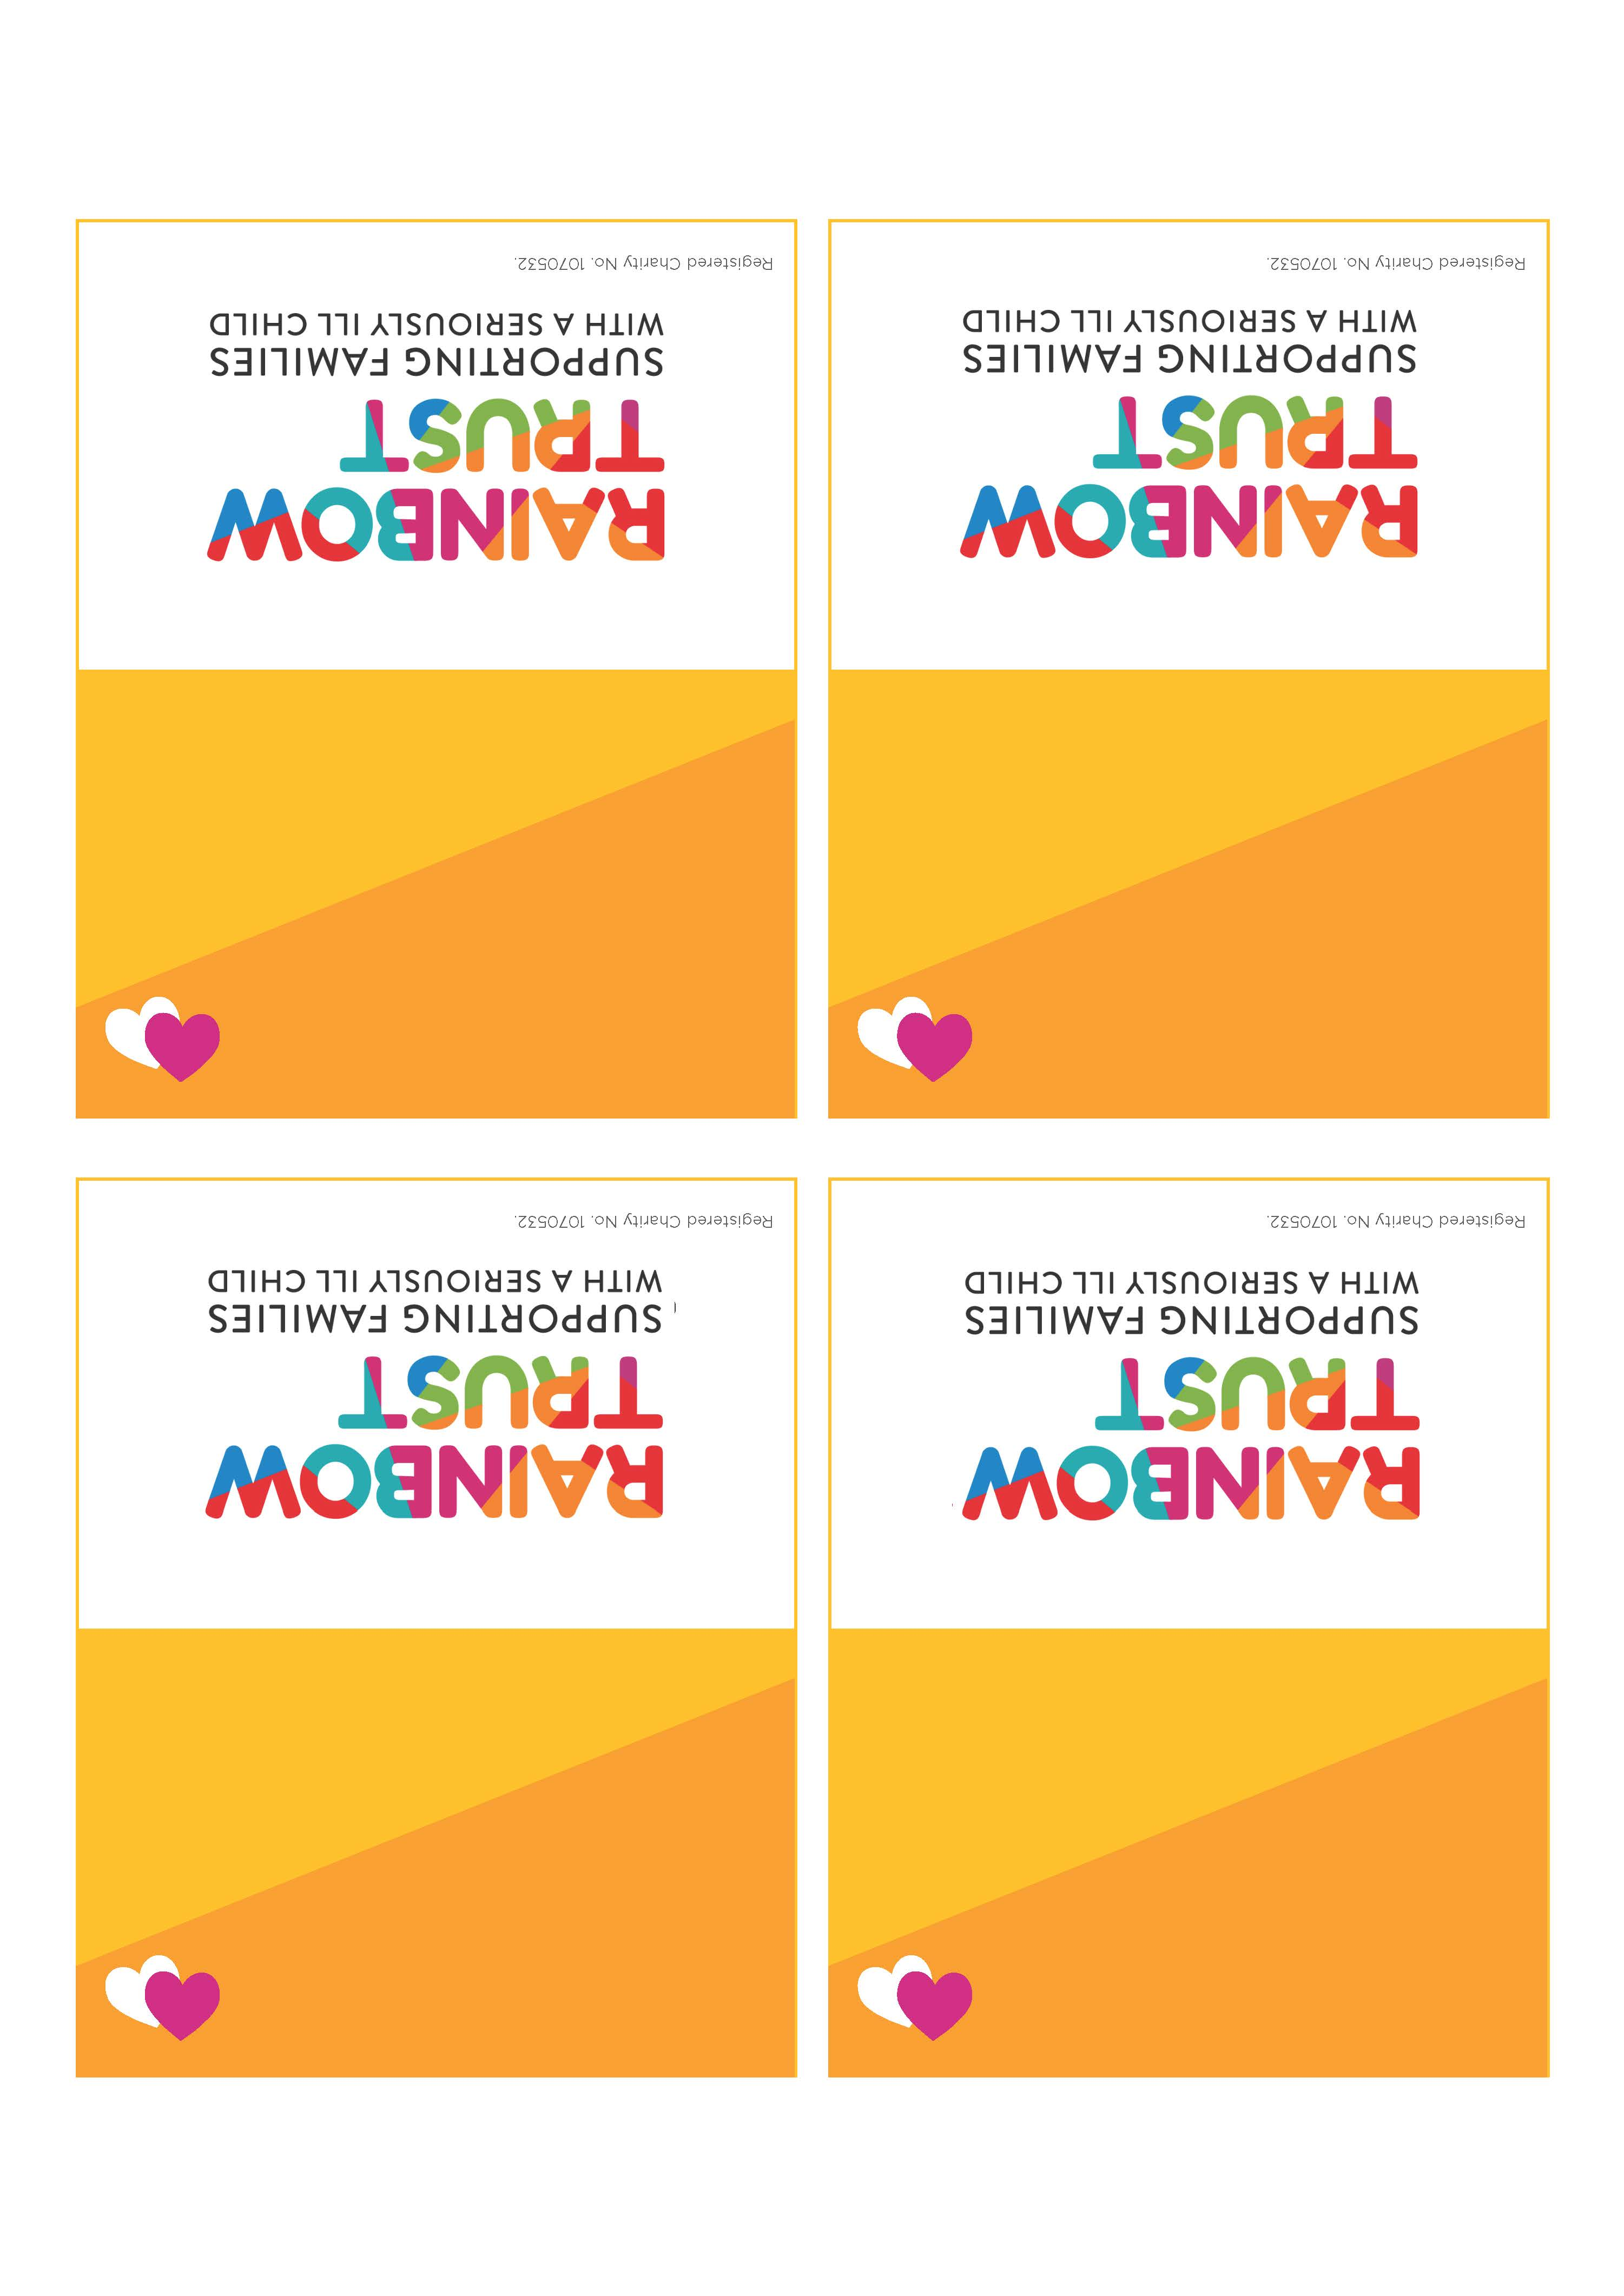 RAINBOW
TRUST
SUPPORTING FAMILIES
WITH A SERIOUSLY ILL CHILD
Registered Charity No. 1070532.
RAINBOW
TRUST
SUPPORTING FAMILIES
WITH A SERIOUSLY ILL CHILD
Registered Charity No. 1070532.
RAINBOW
TRUST
SUPPORTING FAMILIES
WITH A SERIOUSLY ILL CHILD
Registered Charity No. 1070532.
RAINBOW
TRUST
SUPPORTING FAMILIES
WITH A SERIOUSLY ILL CHILD
Registered Charity No. 1070532.